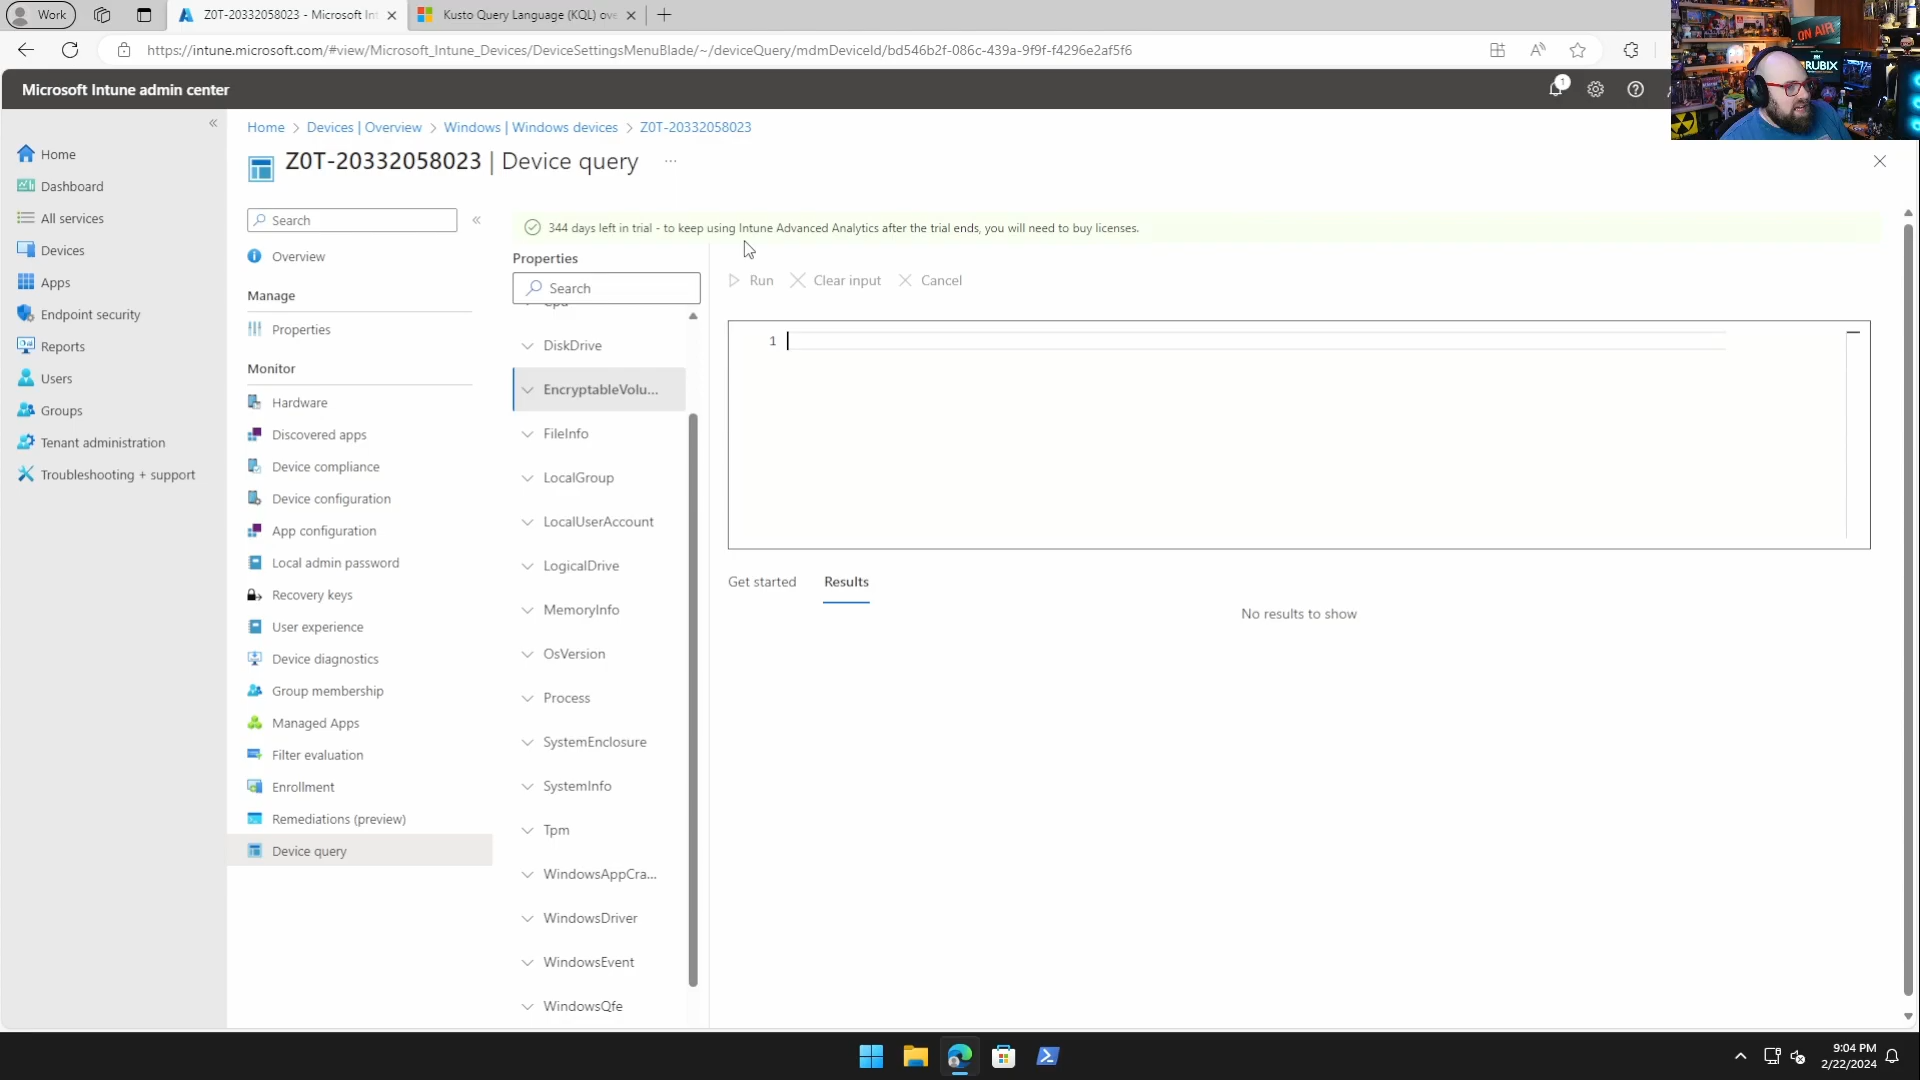 Work
Z0T-20332058023 - Microsoft Int
Kusto Query Language (KQL) ove
https://intune.microsoft.com/#view/Microsoft_Intune_Devices/DeviceSettingsMenuBlade/~/deviceQuery/mdmDeviceId/bd546b2f-086c-439a-9f9f-f4296e2af5f6
ON AIR
RUBIX
Microsoft Intune admin center
1
Home > Devices | Overview > Windows | Windows devices > Z0T-20332058023
Z0T-20332058023 | Device query ...
Home
Dashboard
All services
Devices
Apps
Endpoint security
Reports
Users
Groups
Tenant administration
Troubleshooting + support
Search
Overview
Manage
Properties
Monitor
Hardware
Discovered apps
Device compliance
Device configuration
App configuration
Local admin password
Recovery keys
User experience
Device diagnostics
Group membership
Managed Apps
Filter evaluation
Enrollment
Remediations (preview)
Device query
344 days left in trial - to keep using Intune Advanced Analytics after the trial ends, you will need to buy licenses.
Properties
Search
Cpu
DiskDrive
EncryptableVolu...
FileInfo
LocalGroup
LocalUserAccount
LogicalDrive
MemoryInfo
OsVersion
Process
SystemEnclosure
SystemInfo
Tpm
WindowsAppCra...
WindowsDriver
WindowsEvent
WindowsQfe
Run Clear input Cancel
1
Get started Results
No results to show
9:04 PM
2/22/2024